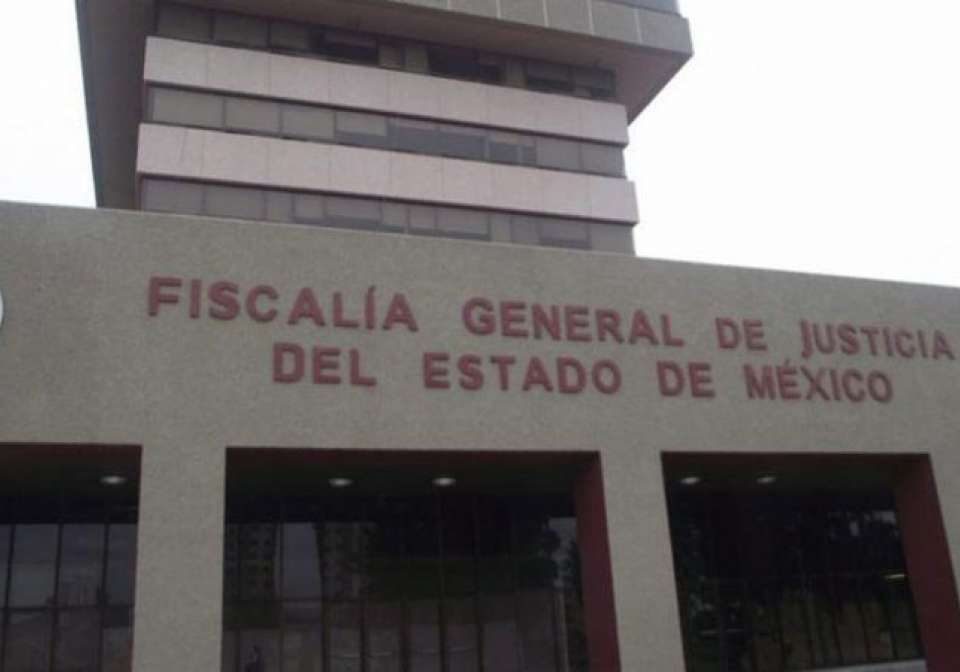 FISCALÍA GENERAL DE JUSTICIA
DEL ESTADO DE MÉXICO